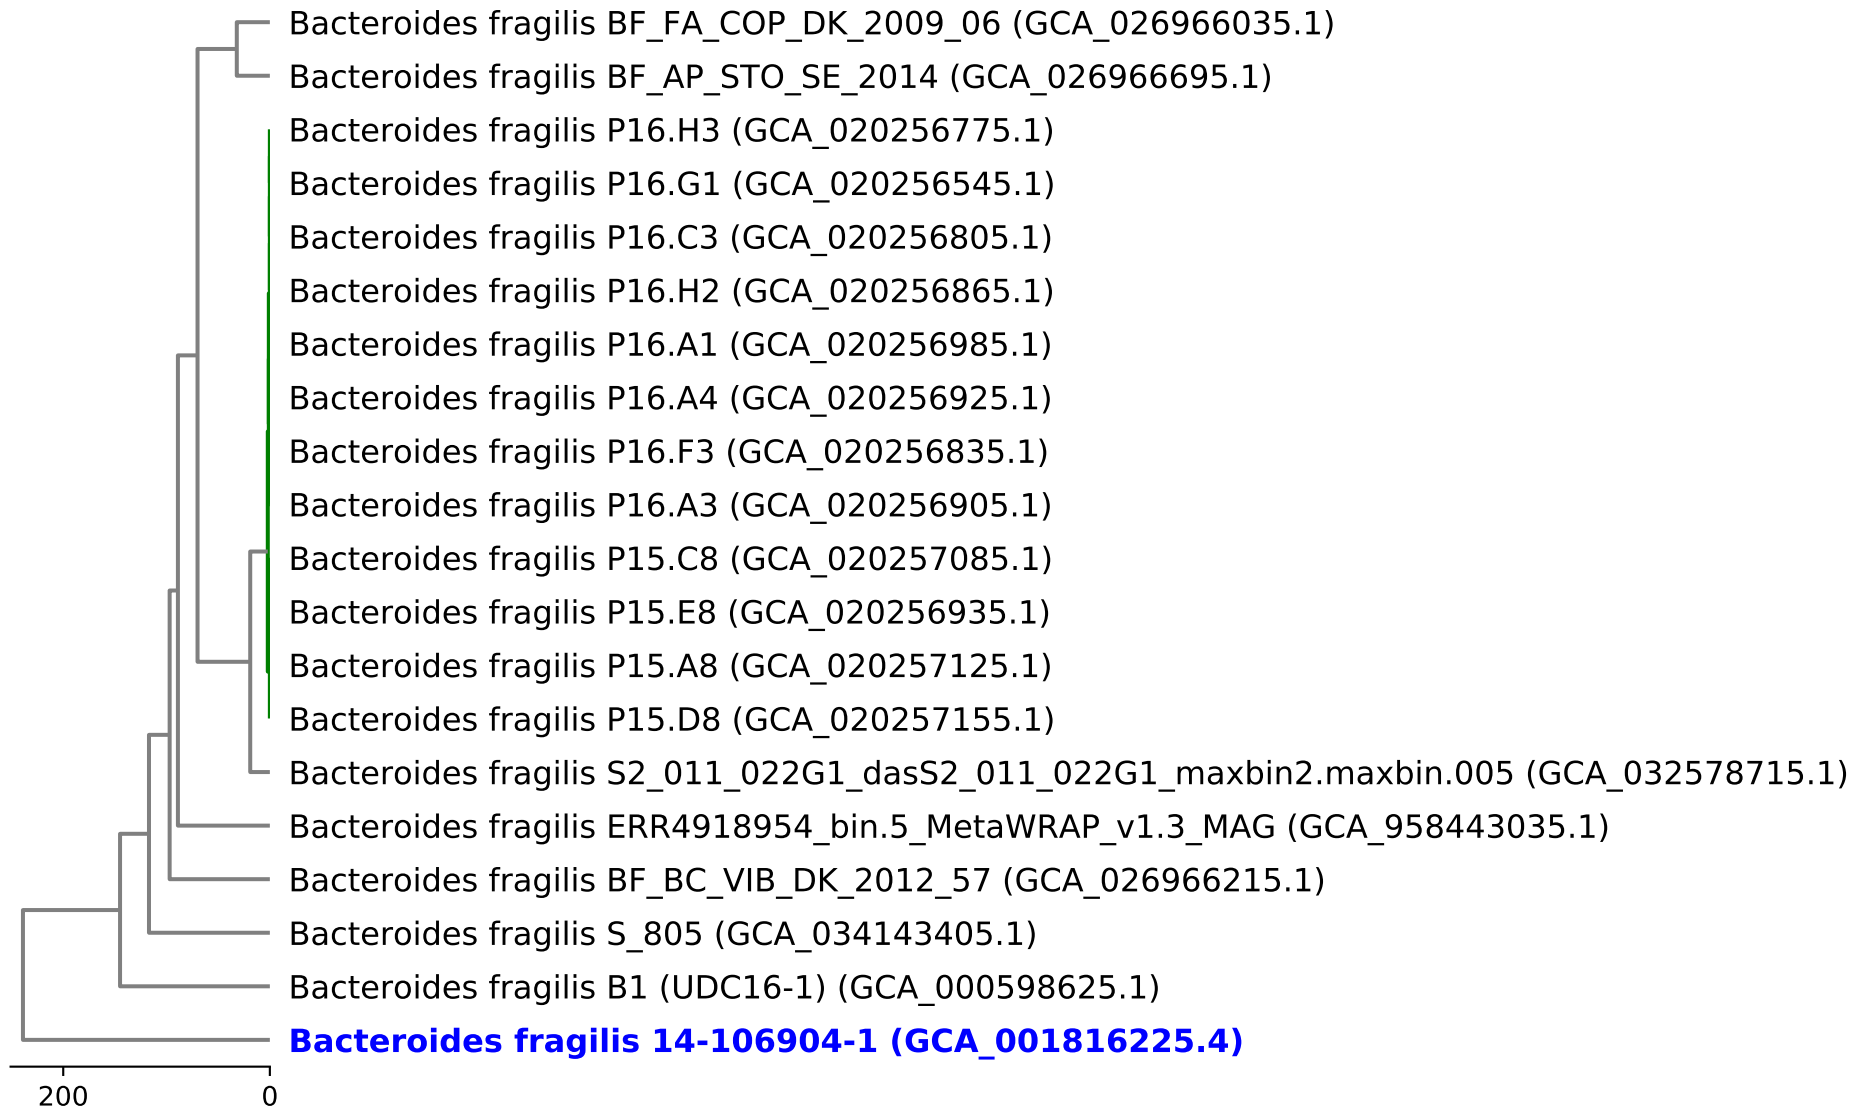 Bacteroides fragilis BF_FA_COP_DK_2009_06 (GCA_026966035.1)
Bacteroides fragilis BF_AP_STO_SE_2014 (GCA_026966695.1)
Bacteroides fragilis P16.H3 (GCA_020256775.1)
Bacteroides fragilis P16.G1 (GCA_020256545.1)
Bacteroides fragilis P16.C3 (GCA_020256805.1)
Bacteroides fragilis P16.H2 (GCA_020256865.1)
Bacteroides fragilis P16.A1 (GCA_020256985.1)
Bacteroides fragilis P16.A4 (GCA_020256925.1)
Bacteroides fragilis P16.F3 (GCA_020256835.1)
Bacteroides fragilis P16.A3 (GCA_020256905.1)
Bacteroides fragilis P15.C8 (GCA_020257085.1)
Bacteroides fragilis P15.E8 (GCA_020256935.1)
Bacteroides fragilis P15.A8 (GCA_020257125.1)
Bacteroides fragilis P15.D8 (GCA_020257155.1)
Bacteroides fragilis S2_011_022G1_dasS2_011_022G1_maxbin2.maxbin.005 (GCA_032578715.1)
Bacteroides fragilis ERR4918954_bin.5_MetaWRAP_v1.3_MAG (GCA_958443035.1)
Bacteroides fragilis BF_BC_VIB_DK_2012_57 (GCA_026966215.1)
Bacteroides fragilis S_805 (GCA_034143405.1)
Bacteroides fragilis B1 (UDC16-1) (GCA_000598625.1)
Bacteroides fragilis 14-106904-1 (GCA_001816225.4)
200 0